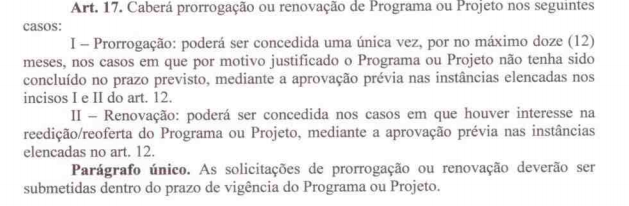 Art. 17. Caberá prorrogação ou renovação de Programa ou Projeto nos seguintes
casos:
I – Prorrogação: poderá ser concedida uma única vez, por no máximo doze (12)
meses, nos casos em que por motivo justificado o Programa ou Projeto não tenha sido
concluído no prazo previsto, mediante a aprovação prévia nas instâncias elencadas nos
incisos I e II do art. 12.
II – Renovação: poderá ser concedida nos casos em que houver interesse na
reedição/reoferta do Programa ou Projeto, mediante a aprovação prévia nas instâncias
elencadas no art. 12.
Parágrafo único. As solicitações de prorrogação ou renovação deverão ser
submetidas dentro do prazo de vigência do Programa ou Projeto.